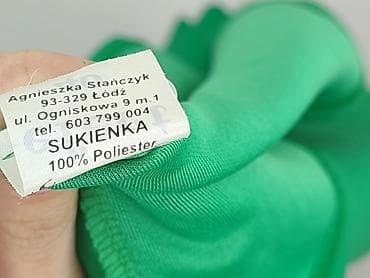 Agnieszka Stańczyk
93-329 Łódź
ul. Ogniskowa 9 m.1
tel. 603 799 004
SUKIENKA
100% Poliester